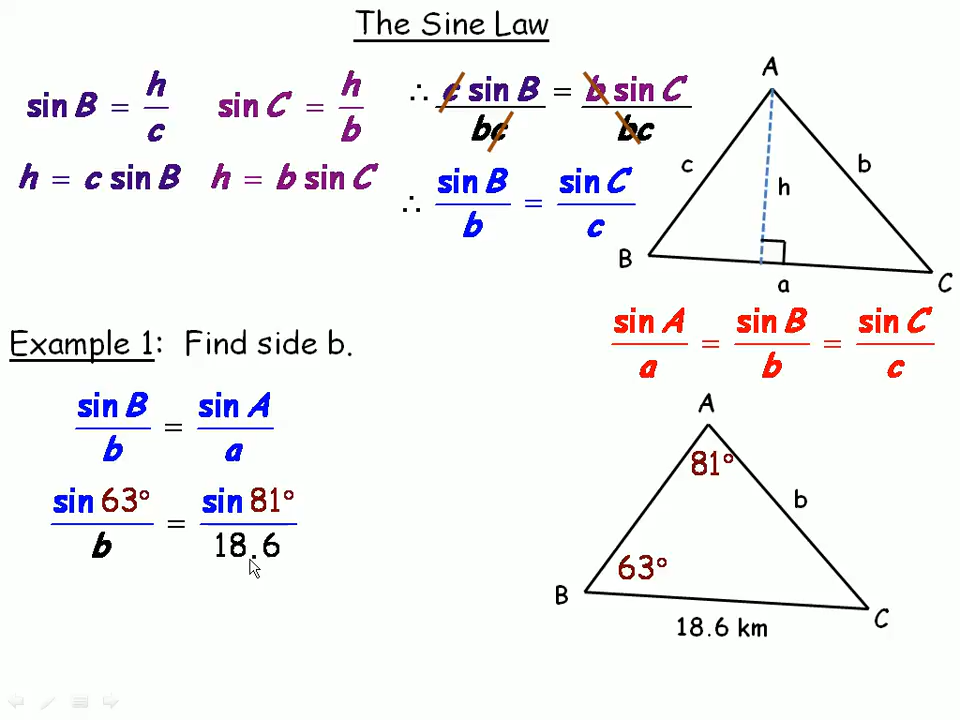 The Sine Law
sin B = h/c
sin C = h/b
∴ c sin B / bc = b sin C / bc
h = c sin B
h = b sin C
∴ sin B / b = sin C / c
A
c
h
b
B
a
C
sin A / a = sin B / b = sin C / c
Example 1: Find side b.
sin B / b = sin A / a
sin 63° / b = sin 81° / 18.6
A
81°
b
63°
B
C
18.6 km